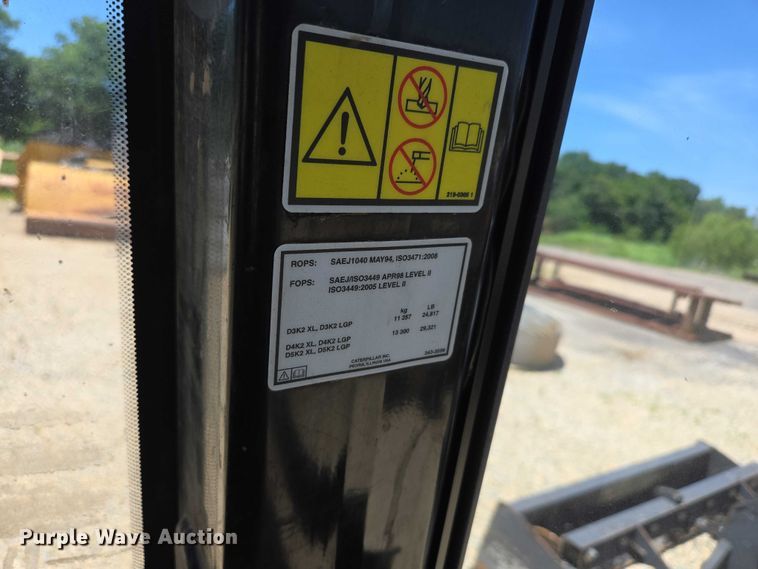 219-0366 1
ROPS: SAEJ1040 MAY94, ISO3471:2008
FOPS: SAEJ/ISO3449 APR98 LEVEL II
ISO3449:2005 LEVEL II
kg LB
D3K2 XL, D3K2 LGP 11 257 24,817
D4K2 XL, D4K2 LGP 13 300 29,321
D5K2 XL, D5K2 LGP
CATERPILLAR INC.
PEORIA, ILLINOIS USA
Purple Wave Auction